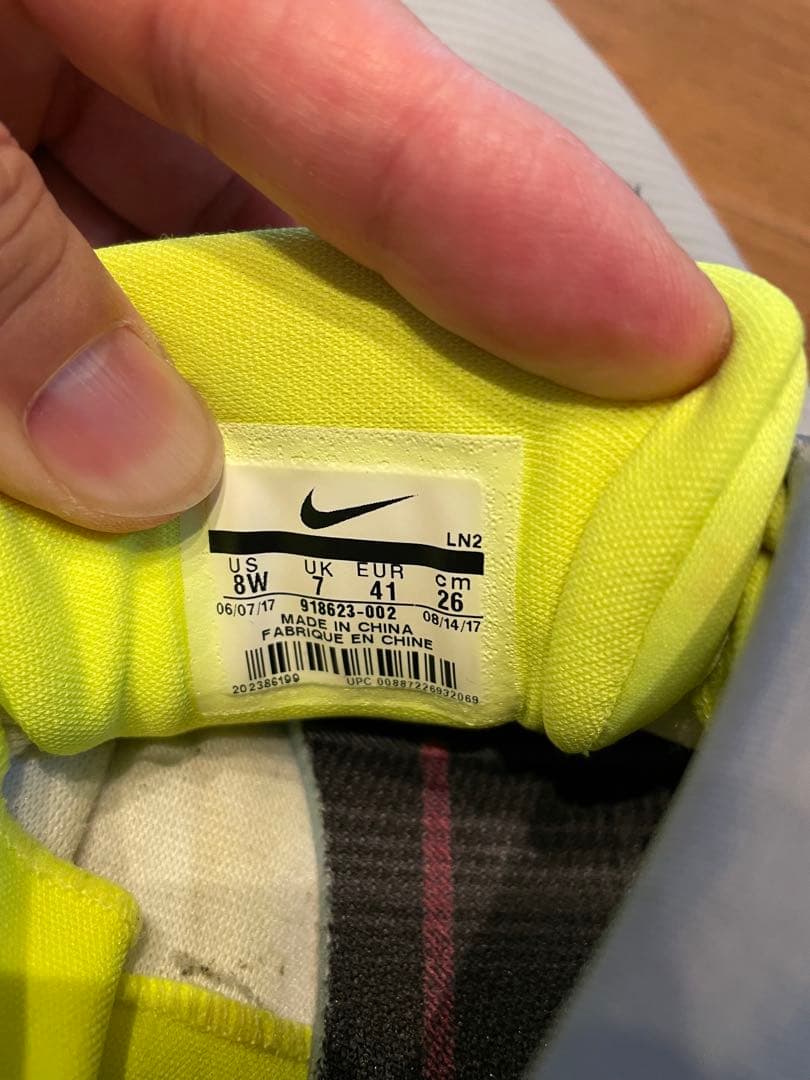 LN2
US UK EUR cm
8W 7 41 26
06/07/17 918623-002 08/14/17
MADE IN CHINA
FABRIQUE EN CHINE
202386199 UPC 00887226932069